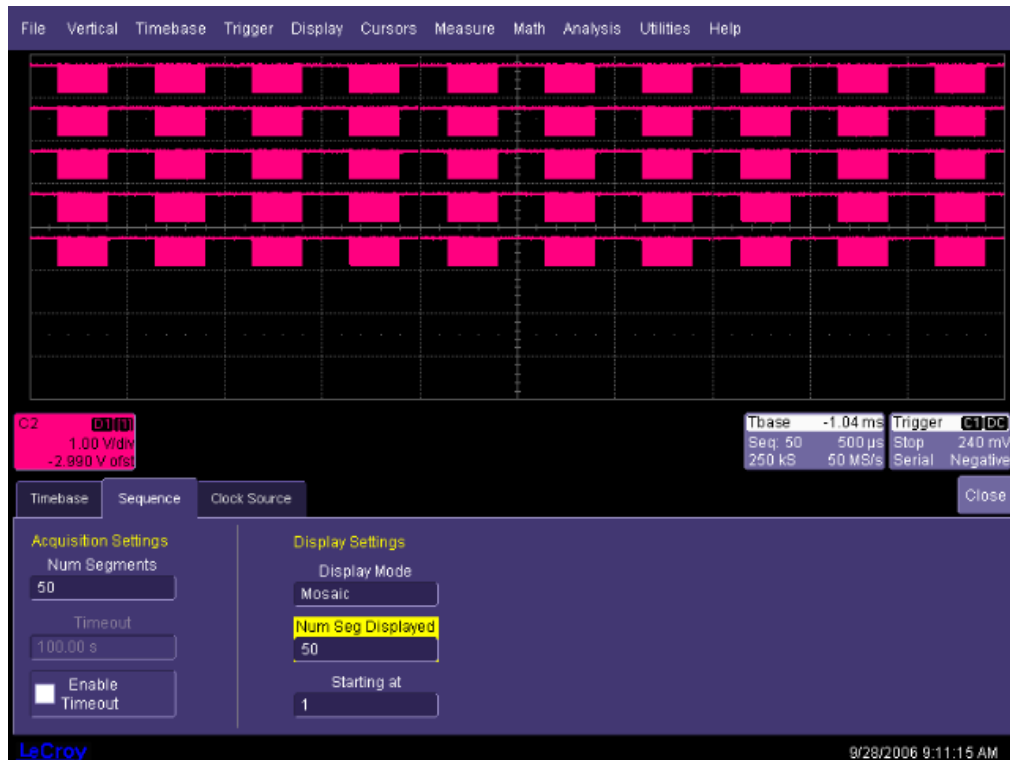 File Vertical Timebase Trigger Display Cursors Measure Math Analysis Utilities Help
C2 D1
1.00 V/div
-2.990 V ofst
Tbase -1.04 ms
Seq: 50 500 µs
250 kS 50 MS/s
Trigger C1 DC
Stop 240 mV
Serial Negative
Timebase Sequence Clock Source Close
Acquisition Settings
Num Segments
50
Timeout
100.00 s
Enable
Timeout
Display Settings
Display Mode
Mosaic
Num Seg Displayed
50
Starting at
1
LeCroy 9/28/2006 9:11:15 AM